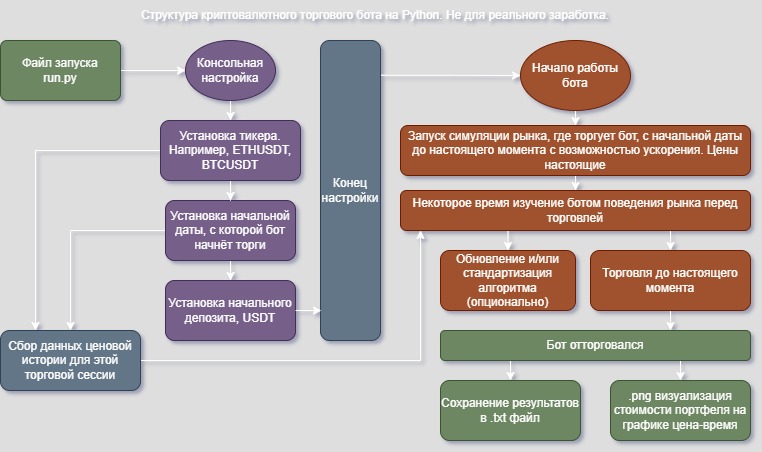 Структура криптовалютного торгового бота на Python. Не для реального заработка.
Файл запуска
run.py
Консольная
настройка
Установка тикера.
Например, ETHUSDT,
BTCUSDT
Установка начальной
даты, с которой бот
начнёт торги
Установка начального
депозита, USDT
Сбор данных ценовой
истории для этой
торговой сессии
Конец
настройки
Начало работы
бота
Запуск симуляции рынка, где торгует бот, с начальной даты
до настоящего момента с возможностью ускорения. Цены
настоящие
Некоторое время изучение ботом поведения рынка перед
торговлей
Обновление и/или
стандартизация
алгоритма
(опционально)
Торговля до настоящего
момента
Бот отторговался
Сохранение результатов
в .txt файл
.png визуализация
стоимости портфеля на
графике цена-время